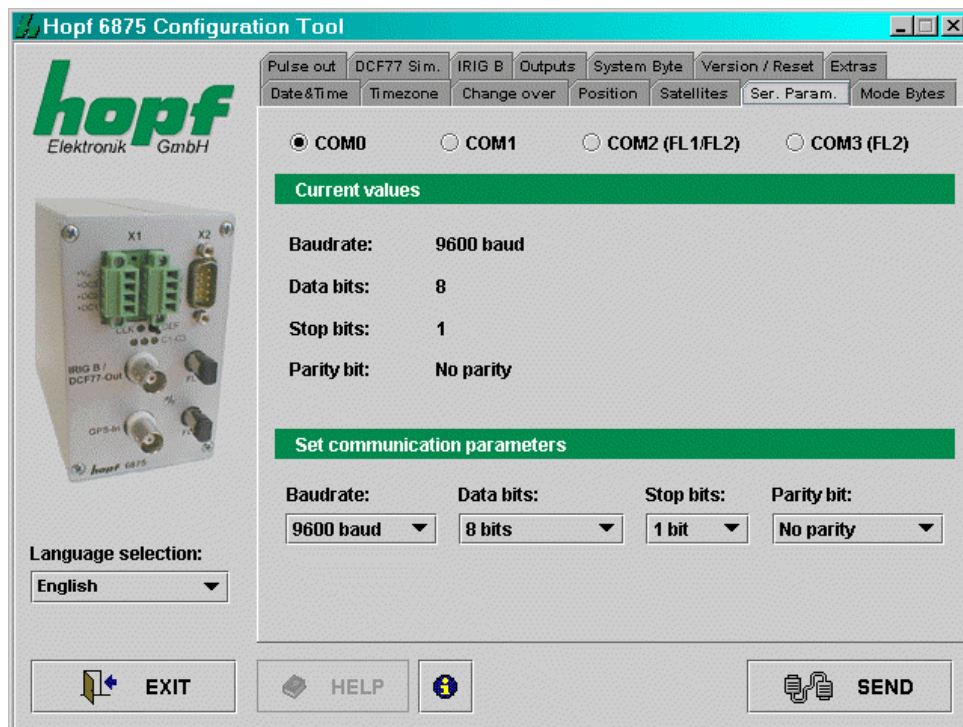 Hopf 6875 Configuration Tool
hopf
Elektronik GmbH
Pulse out DCF77 Sim. IRIG B Outputs System Byte Version / Reset Extras
Date&Time Timezone Change over Position Satellites Ser. Param. Mode Bytes
COM0 COM1 COM2 (FL1/FL2) COM3 (FL2)
Current values
Baudrate: 9600 baud
Data bits: 8
Stop bits: 1
Parity bit: No parity
X1 X2
CLK
C1-C3
IRIG B /
DCF77-Out
GPS-In
hopf 6875
Set communication parameters
Baudrate: Data bits: Stop bits: Parity bit:
9600 baud 8 bits 1 bit No parity
Language selection:
English
EXIT HELP i SEND